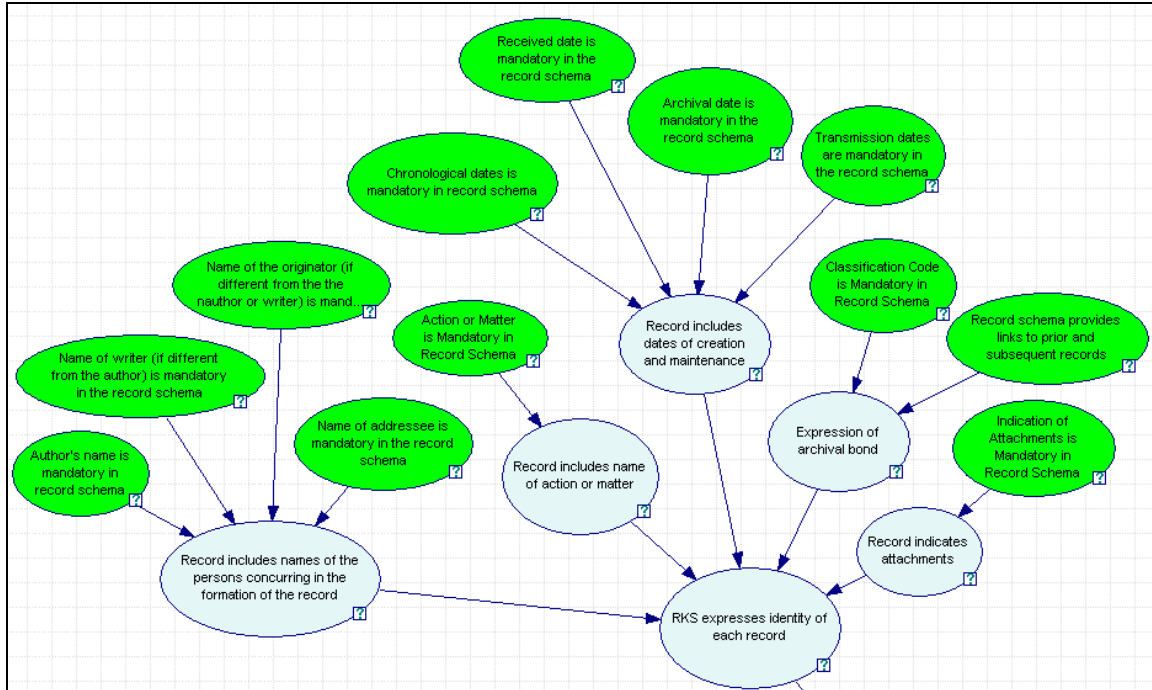 Received date is
mandatory in the
record schema
?
Archival date is
mandatory in the
record schema
?
Transmission dates
are mandatory in
the record schema
?
Chronological dates is
mandatory in record schema
?
Name of the originator (if
different from the the
nauthor or writer) is mand...
?
Classification Code
is Mandatory in
Record Schema
?
Action or Matter
is Mandatory in
Record Schema
?
Record includes
dates of creation
and maintenance
?
Record schema provides
links to prior and
subsequent records
?
Name of writer (if different
from the author) is mandatory
in the record schema
?
Name of addressee is
mandatory in the record
schema
?
Expression of
archival bond
?
Indication of
Attachments is
Mandatory in
Record Schema
?
Author's name is
mandatory in
record schema
?
Record includes name
of action or matter
?
Record indicates
attachments
?
Record includes names of the
persons concurring in the
formation of the record
?
RKS expresses identity of
each record
?